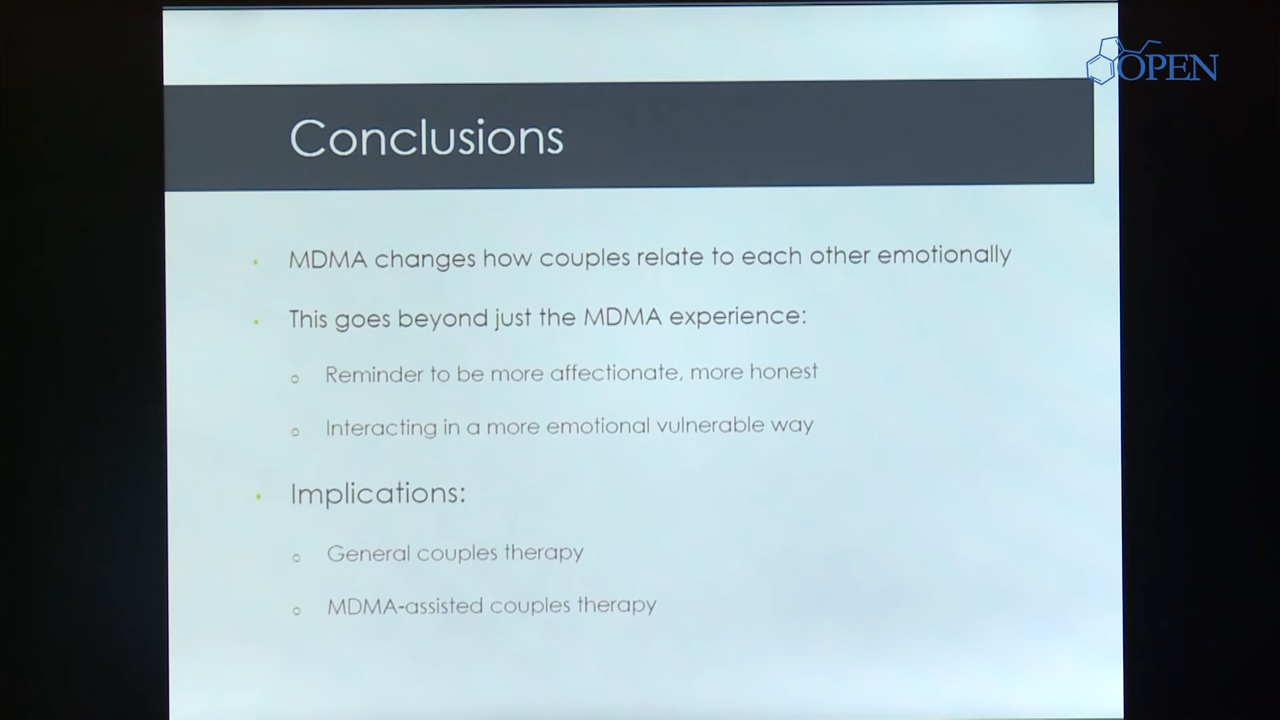 OPEN
Conclusions
MDMA changes how couples relate to each other emotionally
This goes beyond just the MDMA experience:
Reminder to be more affectionate, more honest
Interacting in a more emotional vulnerable way
Implications:
General couples therapy
MDMA-assisted couples therapy